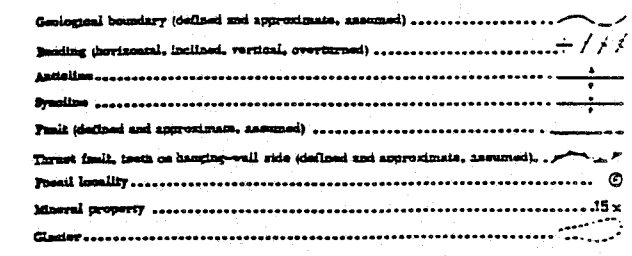 Geological boundary (defined and approximate, assumed)
Bedding (horizontal, inclined, vertical, overturned)
Anticline
Syncline
Fault (defined and approximate, assumed)
Thrust fault, teeth on hanging-wall side (defined and approximate, assumed)
Fossil locality
Mineral property 15 x
Glacier